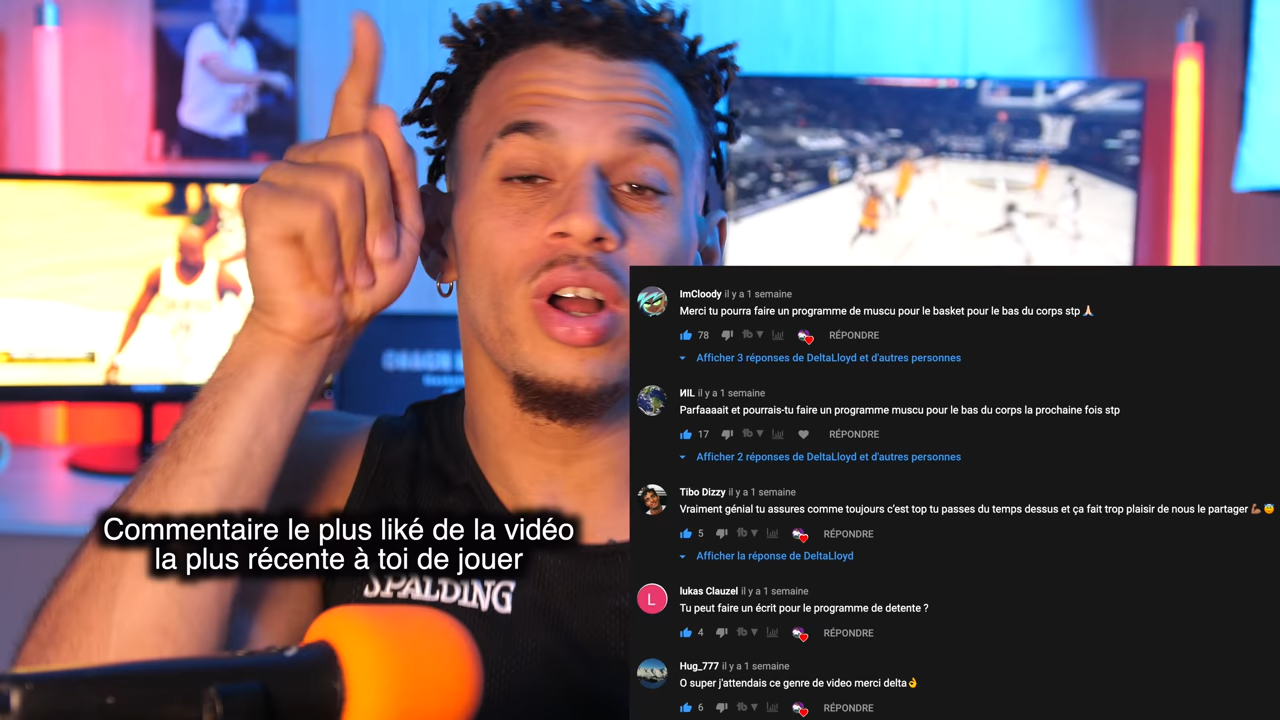 Commentaire le plus liké de la vidéo
la plus récente à toi de jouer
SPALDING
ImCloody il y a 1 semaine
Merci tu pourra faire un programme de muscu pour le basket pour le bas du corps stp 🙏🏻
78 RÉPONDRE
Afficher 3 réponses de DeltaLloyd et d'autres personnes
ИIL il y a 1 semaine
Parfaaaait et pourrais-tu faire un programme muscu pour le bas du corps la prochaine fois stp
17 RÉPONDRE
Afficher 2 réponses de DeltaLloyd et d'autres personnes
Tibo Dizzy il y a 1 semaine
Vraiment génial tu assures comme toujours c'est top tu passes du temps dessus et ça fait trop plaisir de nous le partager 💪🏾😇
5 RÉPONDRE
Afficher la réponse de DeltaLloyd
L
lukas Clauzel il y a 1 semaine
Tu peut faire un écrit pour le programme de detente ?
4 RÉPONDRE
Hug_777 il y a 1 semaine
O super j'attendais ce genre de video merci delta👌
6 RÉPONDRE